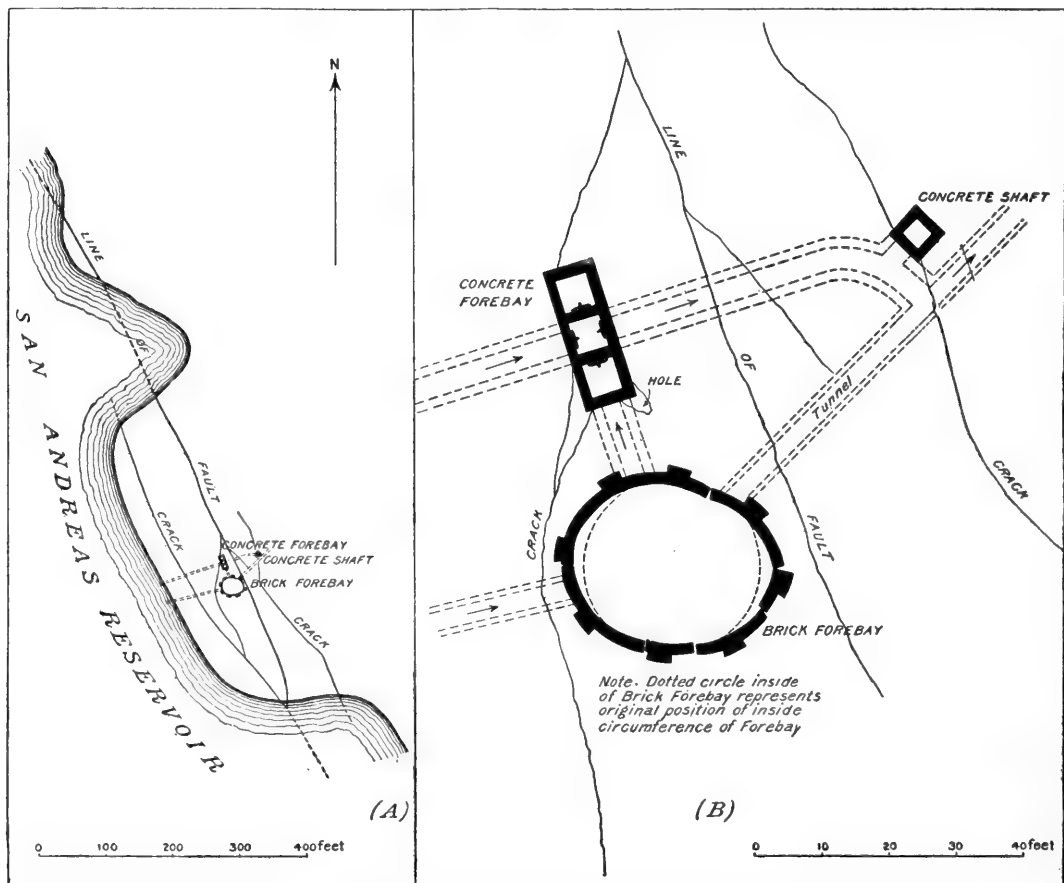 N
LINE
OF
FAULT
SAN ANDREAS RESERVOIR
CRACK
CONCRETE FOREBAY
CONCRETE SHAFT
BRICK FOREBAY
CRACK
(A)
0 100 200 300 400 feet
LINE
OF
FAULT
CONCRETE SHAFT
CONCRETE
FOREBAY
HOLE
Tunnel
CRACK
CRACK
BRICK FOREBAY
Note. Dotted circle inside
of Brick Forebay represents
original position of inside
circumference of Forebay
(B)
0 10 20 30 40 feet